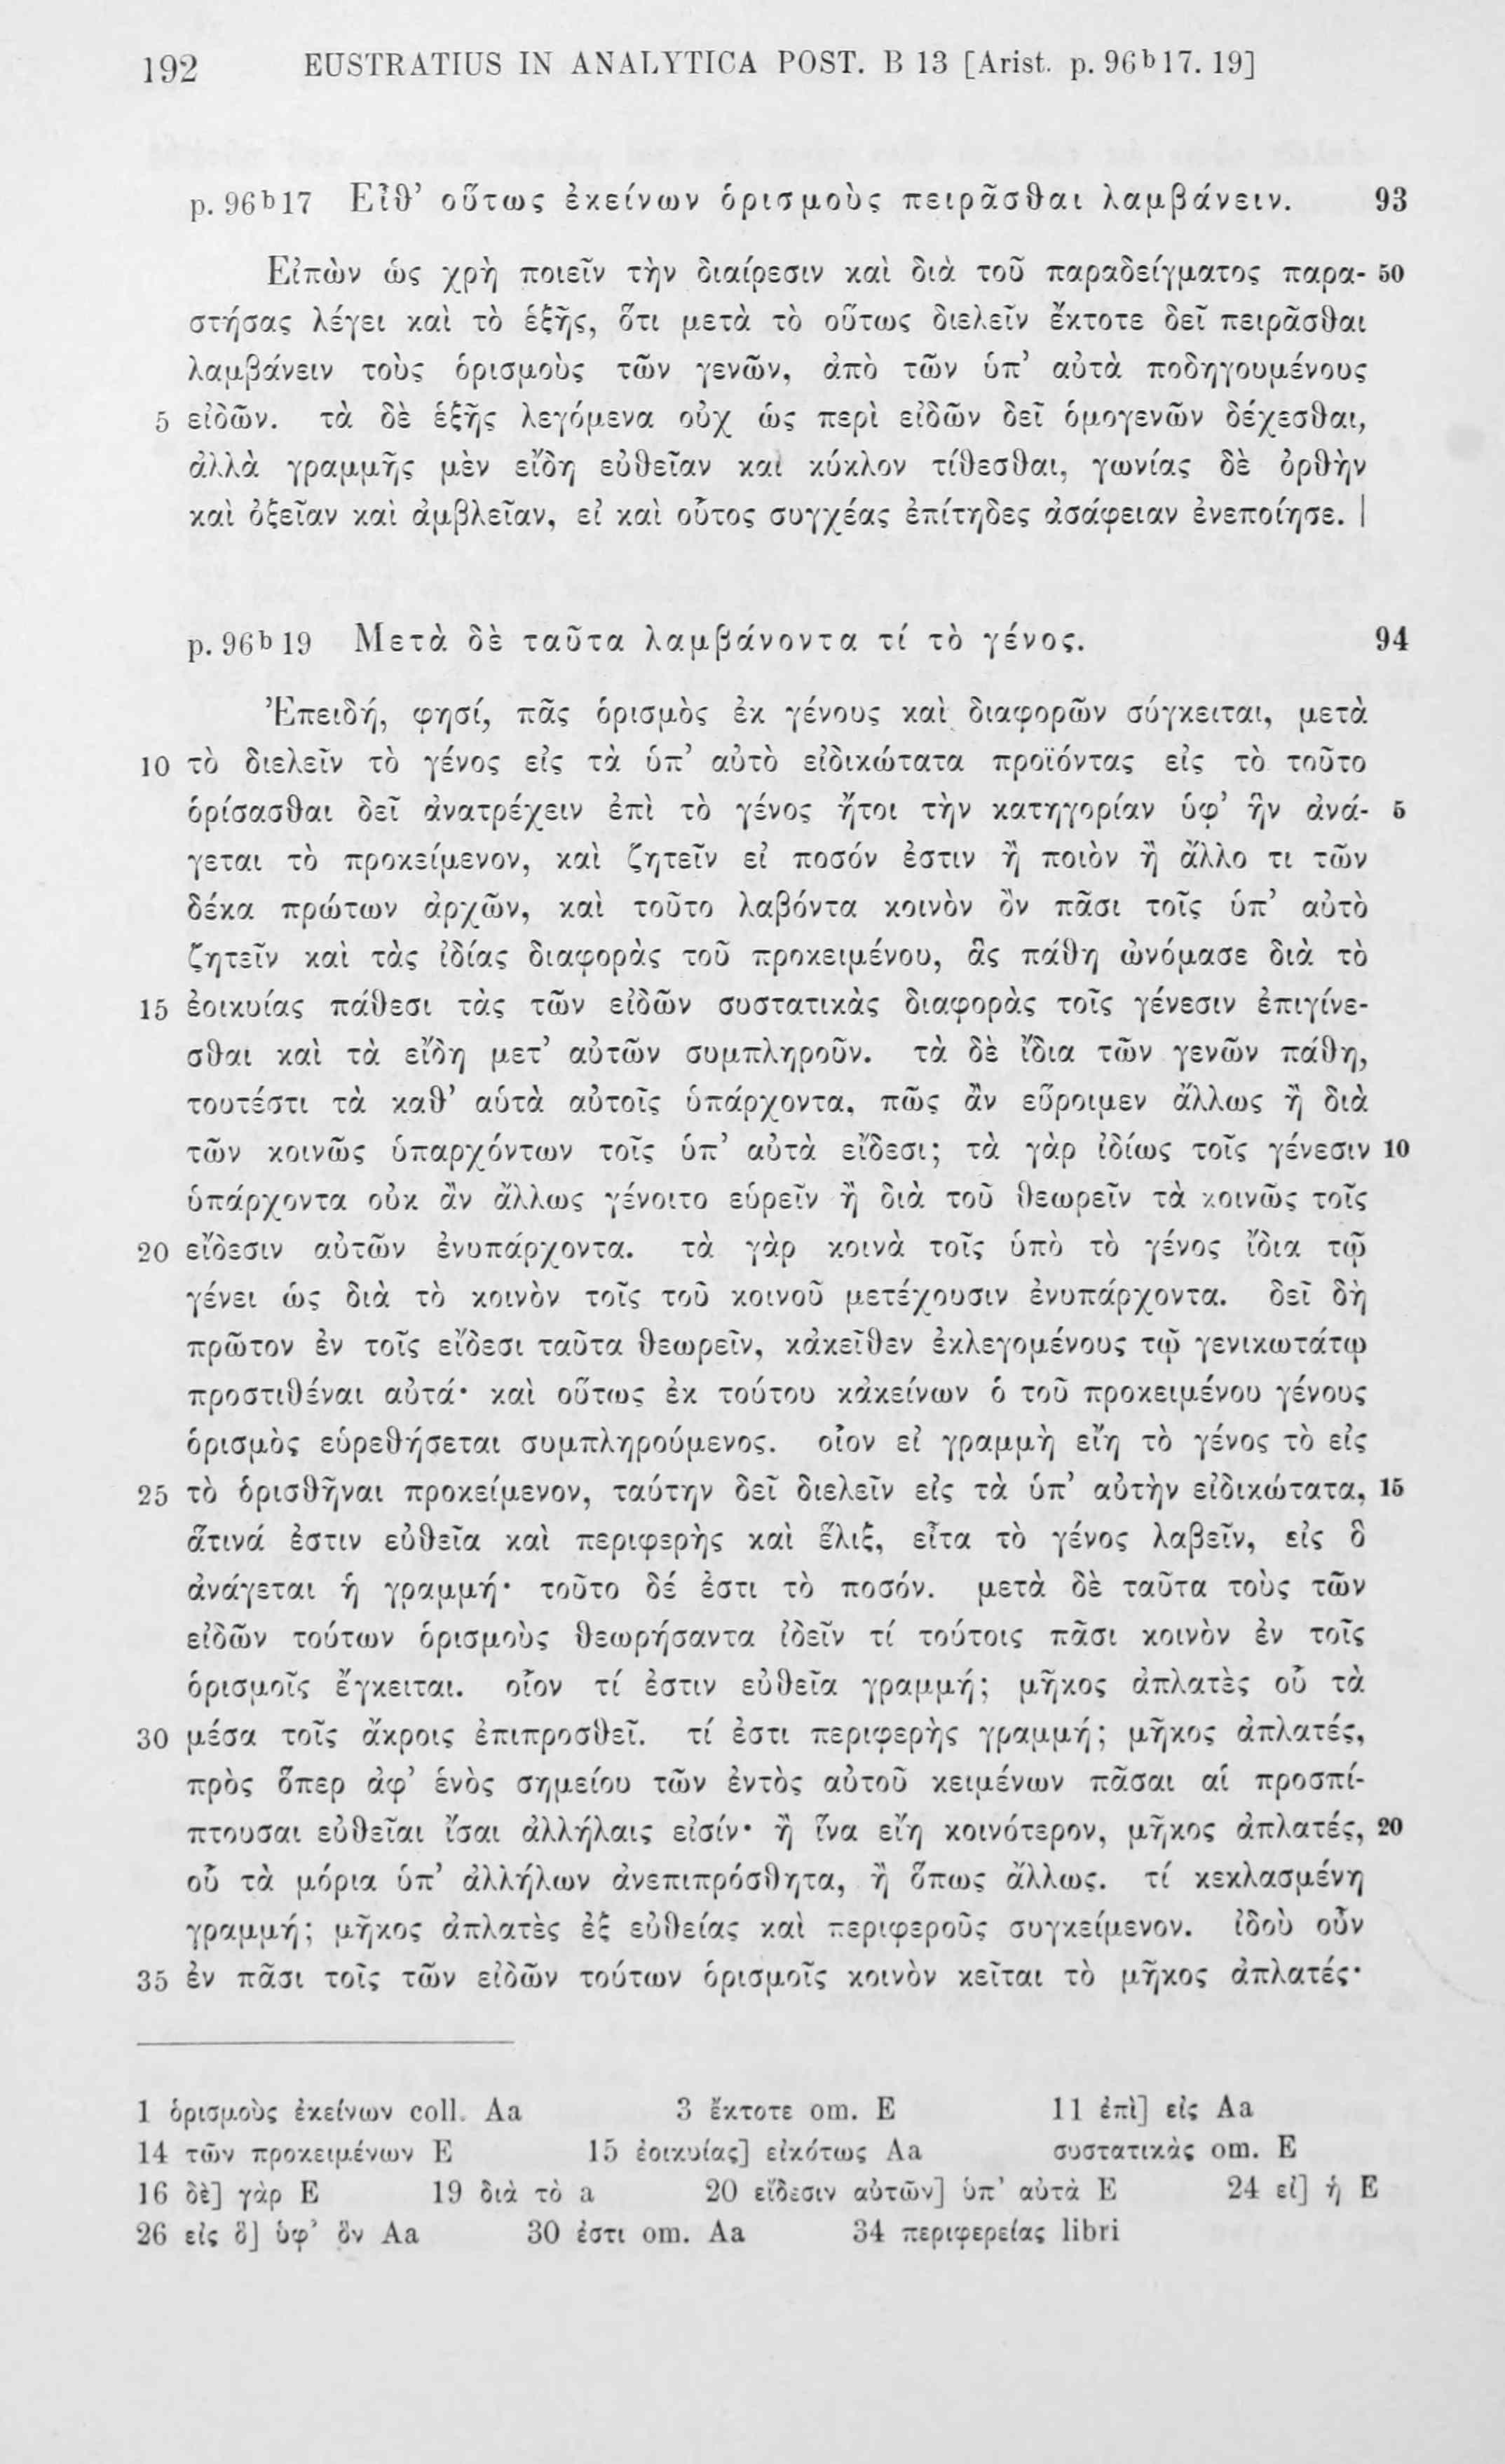 192 EUSTRATIUS IN ANALYTICA POST. B 13 [Arist. p. 96ᵇ17. 19]
p. 96ᵇ17 Εἶθ’ οὕτως ἐκείνων ὁρισμοὺς πειρᾶσθαι λαμβάνειν. 93
Εἰπὼν ὡς χρὴ ποιεῖν τὴν διαίρεσιν καὶ διὰ τοῦ παραδείγματος παρα- 50
στήσας λέγει καὶ τὸ ἑξῆς, ὅτι μετὰ τὸ οὕτως διελεῖν ἔκτοτε δεῖ πειρᾶσθαι
λαμβάνειν τοὺς ὁρισμοὺς τῶν γενῶν, ἀπὸ τῶν ὑπ’ αὐτὰ ποδηγουμένους
5 εἰδῶν. τὰ δὲ ἑξῆς λεγόμενα οὐχ ὡς περὶ εἰδῶν δεῖ ὁμογενῶν δέχεσθαι,
ἀλλὰ γραμμῆς μὲν εἴδη εὐθεῖαν καὶ κύκλον τίθεσθαι, γωνίας δὲ ὀρθὴν
καὶ ὀξεῖαν καὶ ἀμβλεῖαν, εἰ καὶ οὗτος συγχέας ἐπίτηδες ἀσάφειαν ἐνεποίησε. |
p. 96ᵇ19 Μετὰ δὲ ταῦτα λαμβάνοντα τί τὸ γένος. 94
Ἐπειδή, φησί, πᾶς ὁρισμὸς ἐκ γένους καὶ διαφορῶν σύγκειται, μετὰ
10 τὸ διελεῖν τὸ γένος εἰς τὰ ὑπ’ αὐτὸ εἰδικώτατα προϊόντας εἰς τὸ τοῦτο
ὁρίσασθαι δεῖ ἀνατρέχειν ἐπὶ τὸ γένος ἤτοι τὴν κατηγορίαν ὑφ’ ἣν ἀνά- 5
γεται τὸ προκείμενον, καὶ ζητεῖν εἰ ποσόν ἐστιν ἢ ποιὸν ἢ ἄλλο τι τῶν
δέκα πρώτων ἀρχῶν, καὶ τοῦτο λαβόντα κοινὸν ὂν πᾶσι τοῖς ὑπ’ αὐτὸ
ζητεῖν καὶ τὰς ἰδίας διαφορὰς τοῦ προκειμένου, ἃς πάθη ὠνόμασε διὰ τὸ
15 ἐοικυίας πάθεσι τὰς τῶν εἰδῶν συστατικὰς διαφορὰς τοῖς γένεσιν ἐπιγίνε-
σθαι καὶ τὰ εἴδη μετ’ αὐτῶν συμπληροῦν. τὰ δὲ ἴδια τῶν γενῶν πάθη,
τουτέστι τὰ καθ’ αὑτὰ αὐτοῖς ὑπάρχοντα, πῶς ἂν εὕροιμεν ἄλλως ἢ διὰ
τῶν κοινῶς ὑπαρχόντων τοῖς ὑπ’ αὐτὰ εἴδεσι; τὰ γὰρ ἰδίως τοῖς γένεσιν 10
ὑπάρχοντα οὐκ ἂν ἄλλως γένοιτο εὑρεῖν ἢ διὰ τοῦ θεωρεῖν τὰ κοινῶς τοῖς
20 εἴδεσιν αὐτῶν ἐνυπάρχοντα. τὰ γὰρ κοινὰ τοῖς ὑπὸ τὸ γένος ἴδια τῷ
γένει ὡς διὰ τὸ κοινὸν τοῖς τοῦ κοινοῦ μετέχουσιν ἐνυπάρχοντα. δεῖ δὴ
πρῶτον ἐν τοῖς εἴδεσι ταῦτα θεωρεῖν, κἀκεῖθεν ἐκλεγομένους τῷ γενικωτάτῳ
προστιθέναι αὐτά· καὶ οὕτως ἐκ τούτου κἀκείνων ὁ τοῦ προκειμένου γένους
ὁρισμὸς εὑρεθήσεται συμπληρούμενος. οἷον εἰ γραμμὴ εἴη τὸ γένος τὸ εἰς
25 τὸ ὁρισθῆναι προκείμενον, ταύτην δεῖ διελεῖν εἰς τὰ ὑπ’ αὐτὴν εἰδικώτατα, 15
ἅτινά ἐστιν εὐθεῖα καὶ περιφερὴς καὶ ἕλιξ, εἶτα τὸ γένος λαβεῖν, εἰς ὃ
ἀνάγεται ἡ γραμμή· τοῦτο δέ ἐστι τὸ ποσόν. μετὰ δὲ ταῦτα τοὺς τῶν
εἰδῶν τούτων ὁρισμοὺς θεωρήσαντα ἰδεῖν τί τούτοις πᾶσι κοινὸν ἐν τοῖς
ὁρισμοῖς ἔγκειται. οἷον τί ἐστιν εὐθεῖα γραμμή; μῆκος ἀπλατὲς οὗ τὰ
30 μέσα τοῖς ἄκροις ἐπιπροσθεῖ. τί ἐστι περιφερὴς γραμμή; μῆκος ἀπλατές,
πρὸς ὅπερ ἀφ’ ἑνὸς σημείου τῶν ἐντὸς αὐτοῦ κειμένων πᾶσαι αἱ προσπί-
πτουσαι εὐθεῖαι ἴσαι ἀλλήλαις εἰσίν· ἢ ἵνα εἴη κοινότερον, μῆκος ἀπλατές, 20
οὗ τὰ μόρια ὑπ’ ἀλλήλων ἀνεπιπρόσθητα, ἢ ὅπως ἄλλως. τί κεκλασμένη
γραμμή; μῆκος ἀπλατὲς ἐξ εὐθείας καὶ περιφεροῦς συγκείμενον. ἰδοὺ οὖν
35 ἐν πᾶσι τοῖς τῶν εἰδῶν τούτων ὁρισμοῖς κοινὸν κεῖται τὸ μῆκος ἀπλατές·
1 ὁρισμοὺς ἐκείνων coll. Aa 3 ἔκτοτε om. E 11 ἐπὶ] εἰς Aa
14 τῶν προκειμένων E 15 ἐοικυίας] εἰκότως Aa συστατικὰς om. E
16 δὲ] γὰρ E 19 διὰ τὸ a 20 εἴδεσιν αὐτῶν] ὑπ’ αὐτὰ E 24 εἰ] ἡ E
26 εἰς ὃ] ὑφ’ ὃν Aa 30 ἐστι om. Aa 34 περιφερείας libri